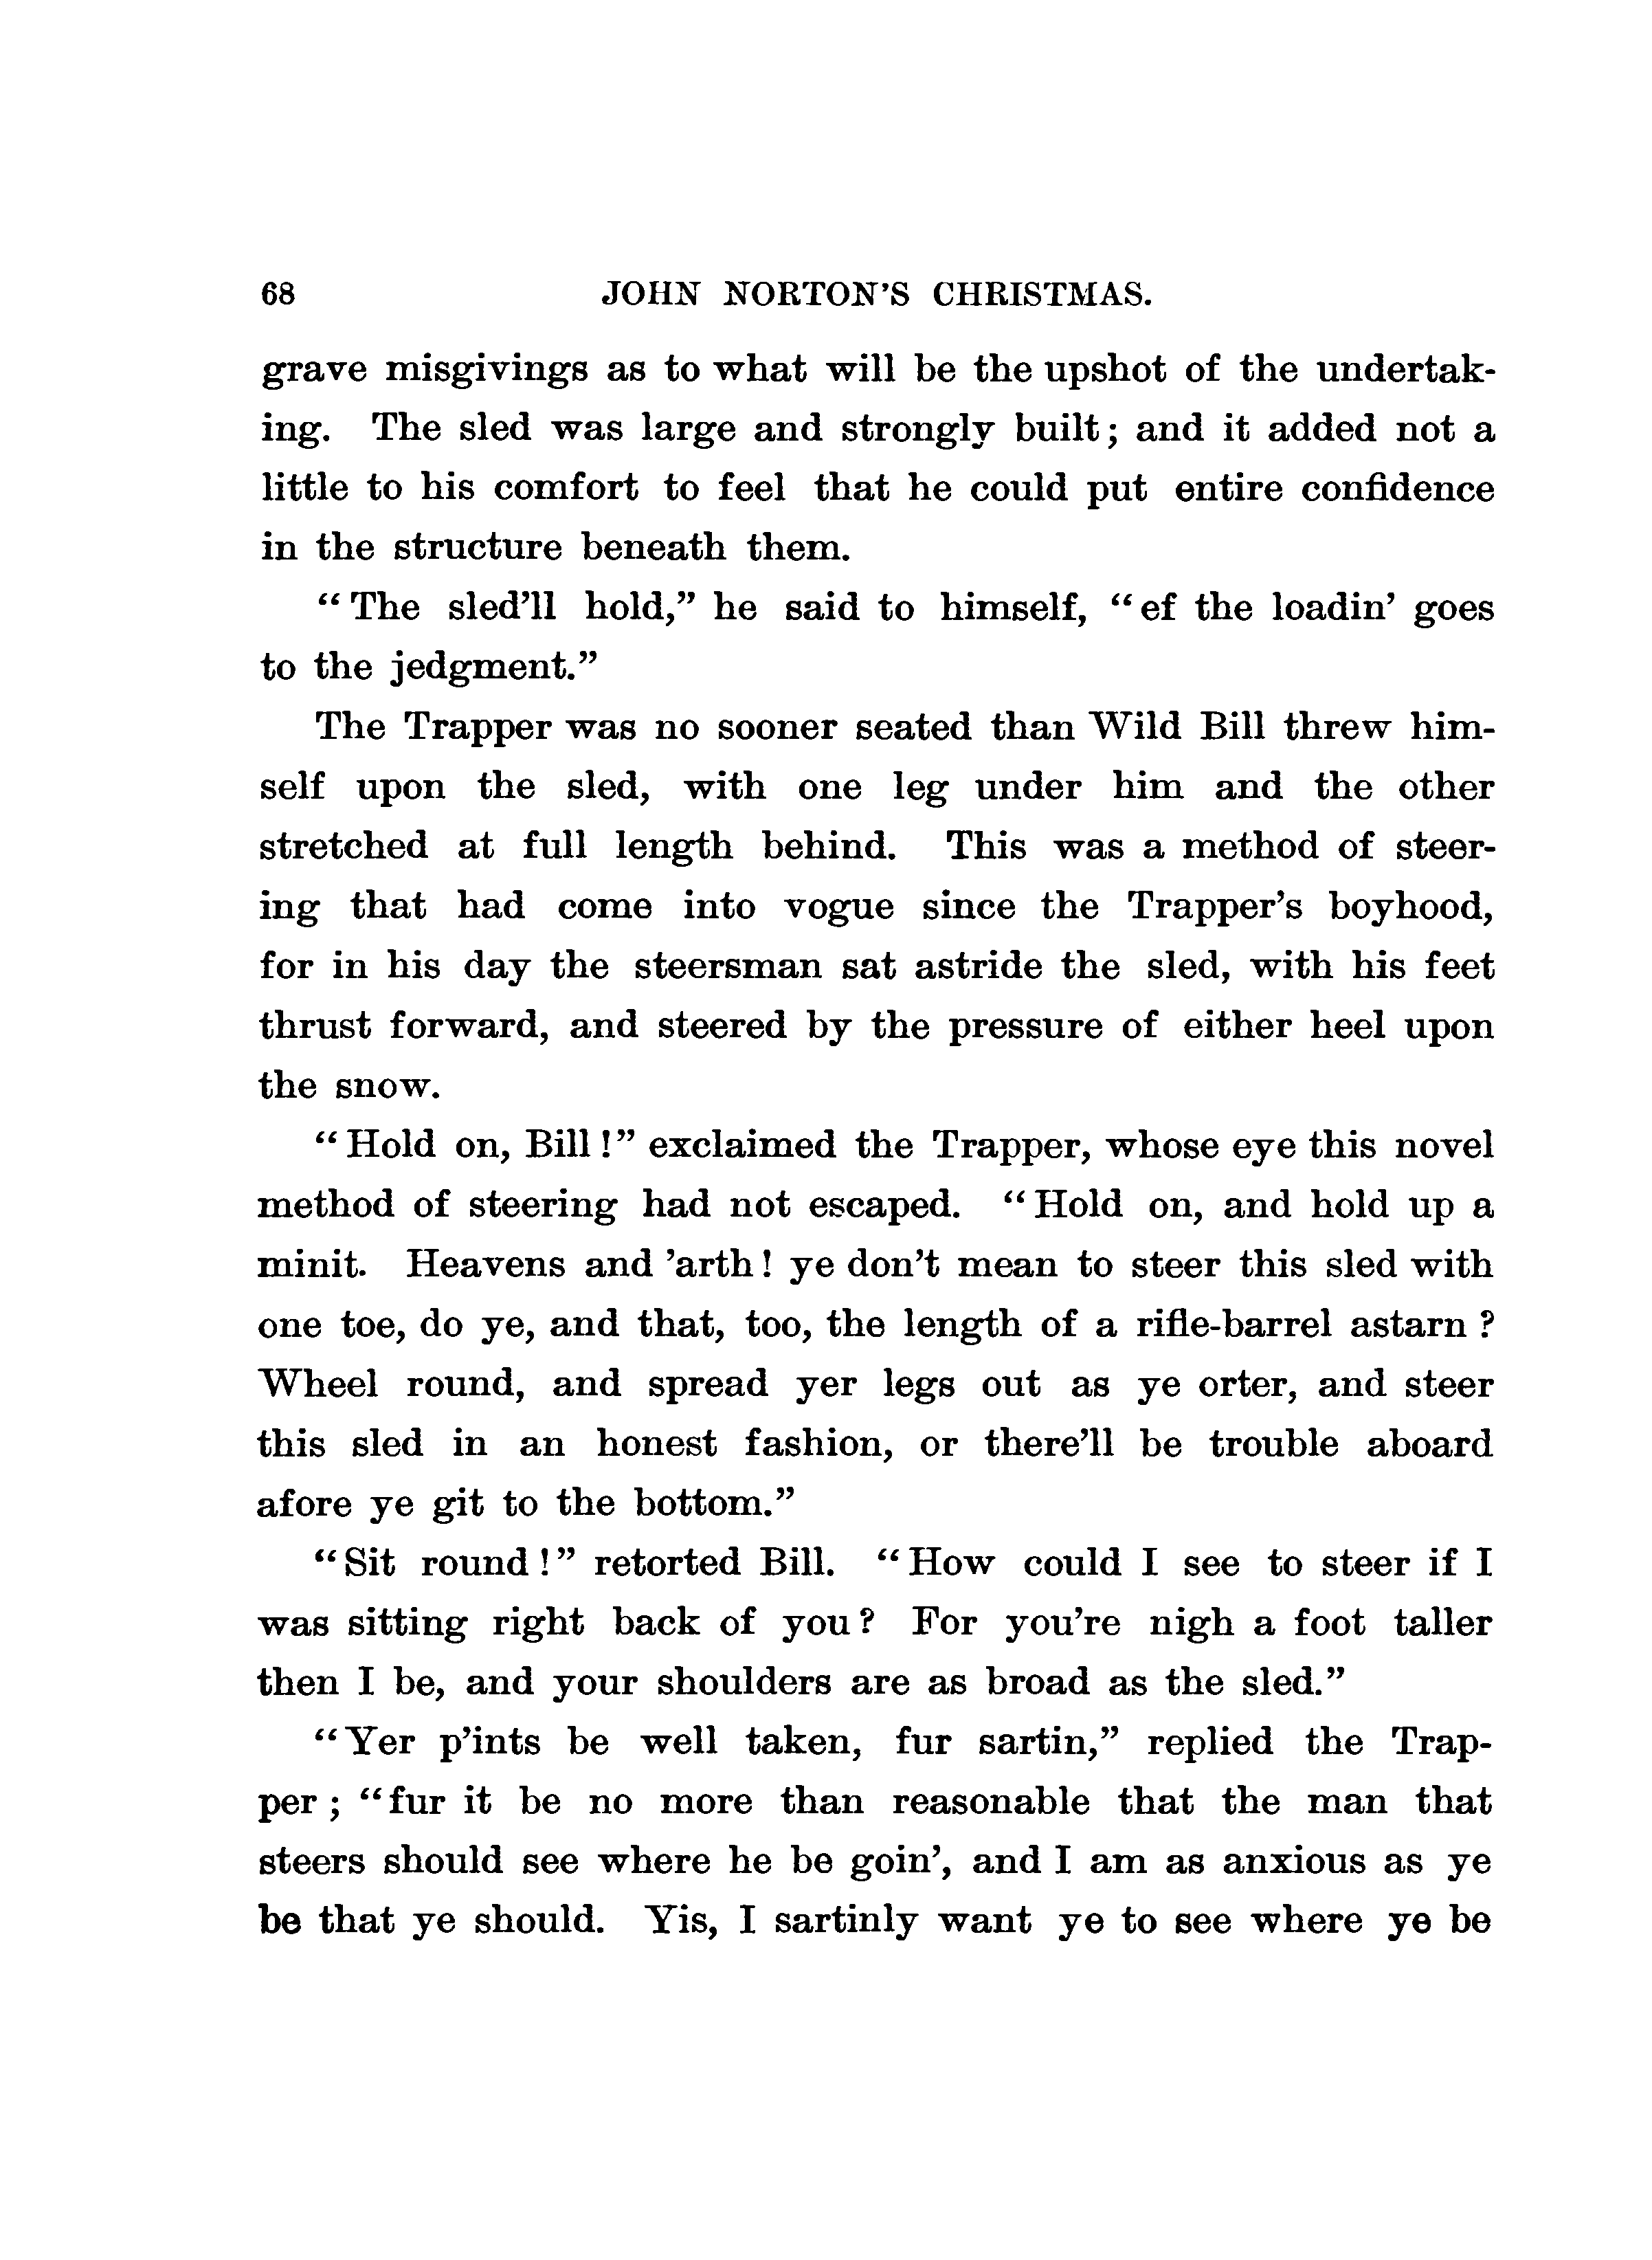 68 JOHN NORTON'S CHRISTMAS.
grave misgivings as to what will be the upshot of the undertak-
ing. The sled was large and strongly built; and it added not a
little to his comfort to feel that he could put entire confidence
in the structure beneath them.
“The sled’ll hold,” he said to himself, “ef the loadin’ goes
to the jedgment.”
The Trapper was no sooner seated than Wild Bill threw him-
self upon the sled, with one leg under him and the other
stretched at full length behind. This was a method of steer-
ing that had come into vogue since the Trapper’s boyhood,
for in his day the steersman sat astride the sled, with his feet
thrust forward, and steered by the pressure of either heel upon
the snow.
“Hold on, Bill!” exclaimed the Trapper, whose eye this novel
method of steering had not escaped. “Hold on, and hold up a
minit. Heavens and ’arth! ye don’t mean to steer this sled with
one toe, do ye, and that, too, the length of a rifle-barrel astarn?
Wheel round, and spread yer legs out as ye orter, and steer
this sled in an honest fashion, or there’ll be trouble aboard
afore ye git to the bottom.”
“Sit round!” retorted Bill. “How could I see to steer if I
was sitting right back of you? For you’re nigh a foot taller
then I be, and your shoulders are as broad as the sled.”
“Yer p’ints be well taken, fur sartin,” replied the Trap-
per; “fur it be no more than reasonable that the man that
steers should see where he be goin’, and I am as anxious as ye
be that ye should. Yis, I sartinly want ye to see where ye be